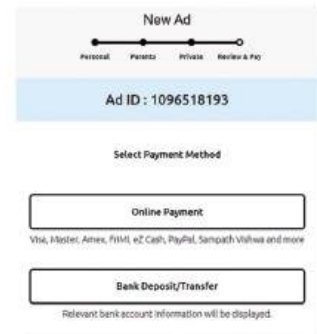 New Ad
Personal Parents Private Review & Pay
Ad ID : 1096518193
Select Payment Method
Online Payment
Visa, Master, Amex, FriMi, eZ Cash, PayPal, Sampath Vishwa and more
Bank Deposit/Transfer
Relevant bank account information will be displayed.